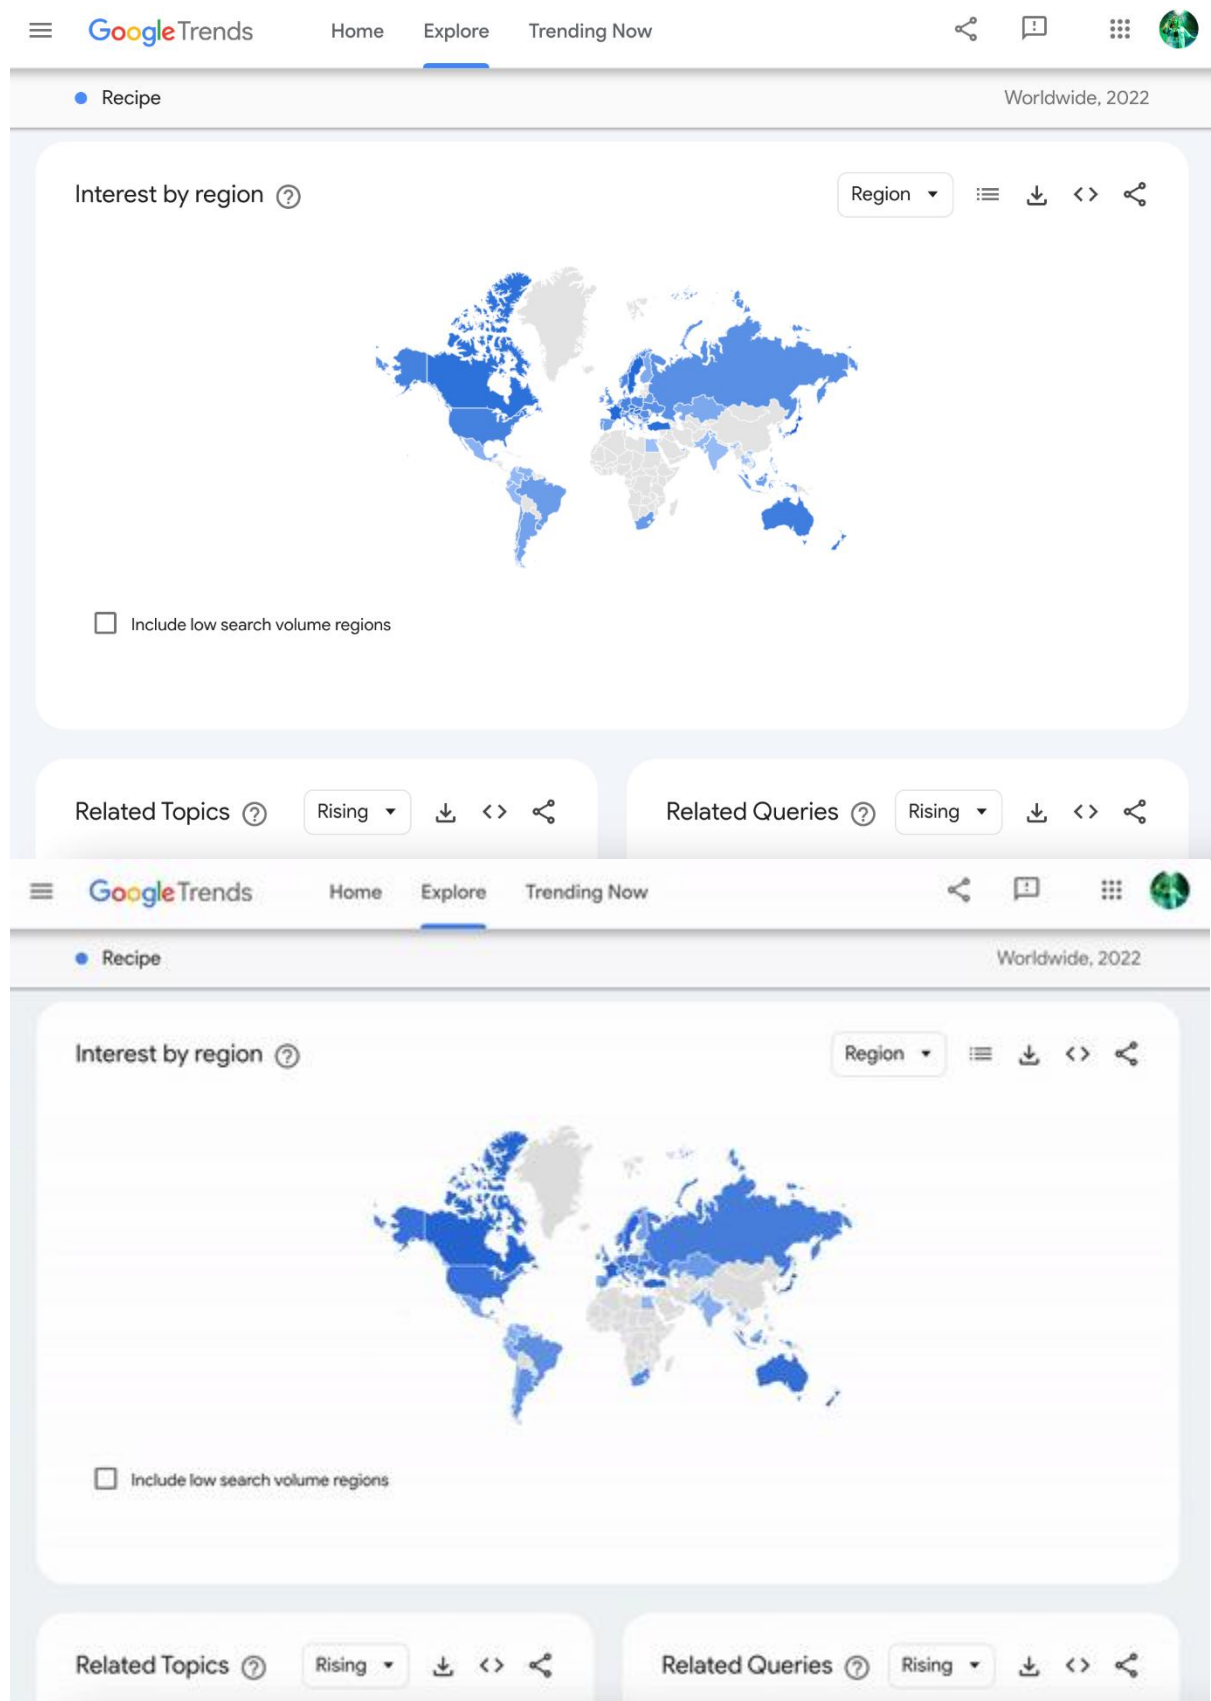 Google Trends Home Explore Trending Now
Recipe Worldwide, 2022
Interest by region Region
Include low search volume regions
Related Topics Rising Related Queries Rising
Google Trends Home Explore Trending Now
Recipe Worldwide, 2022
Interest by region Region
Include low search volume regions
Related Topics Rising Related Queries Rising